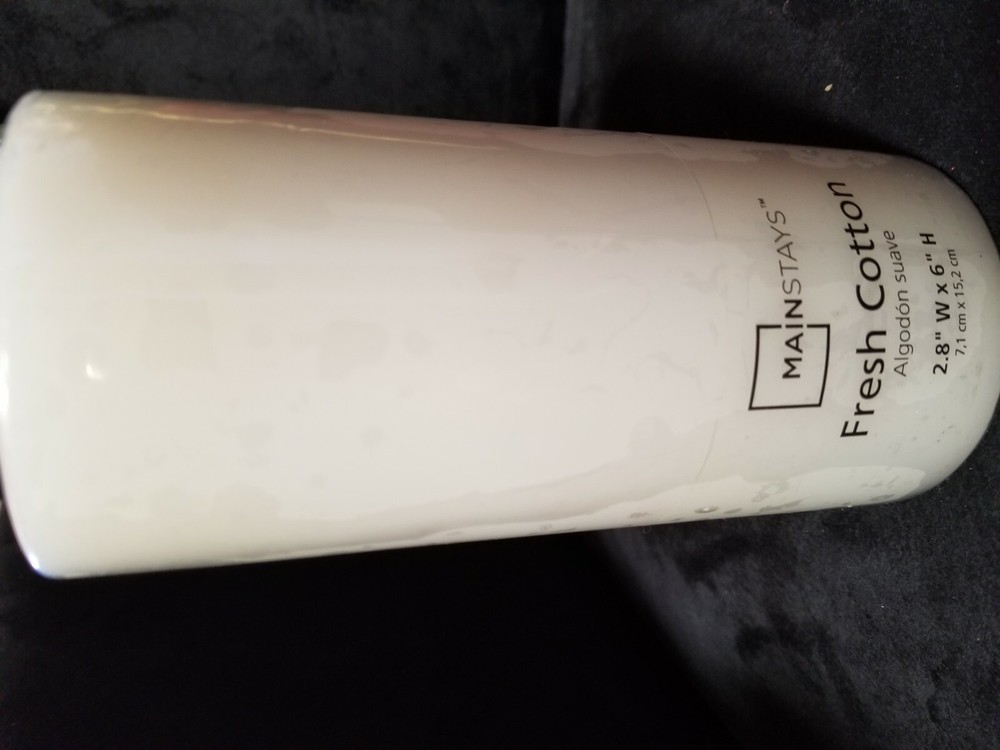 MAINSTAYS™
Fresh Cotton
Algodón suave
2.8" W x 6" H
7,1 cm x 15,2 cm